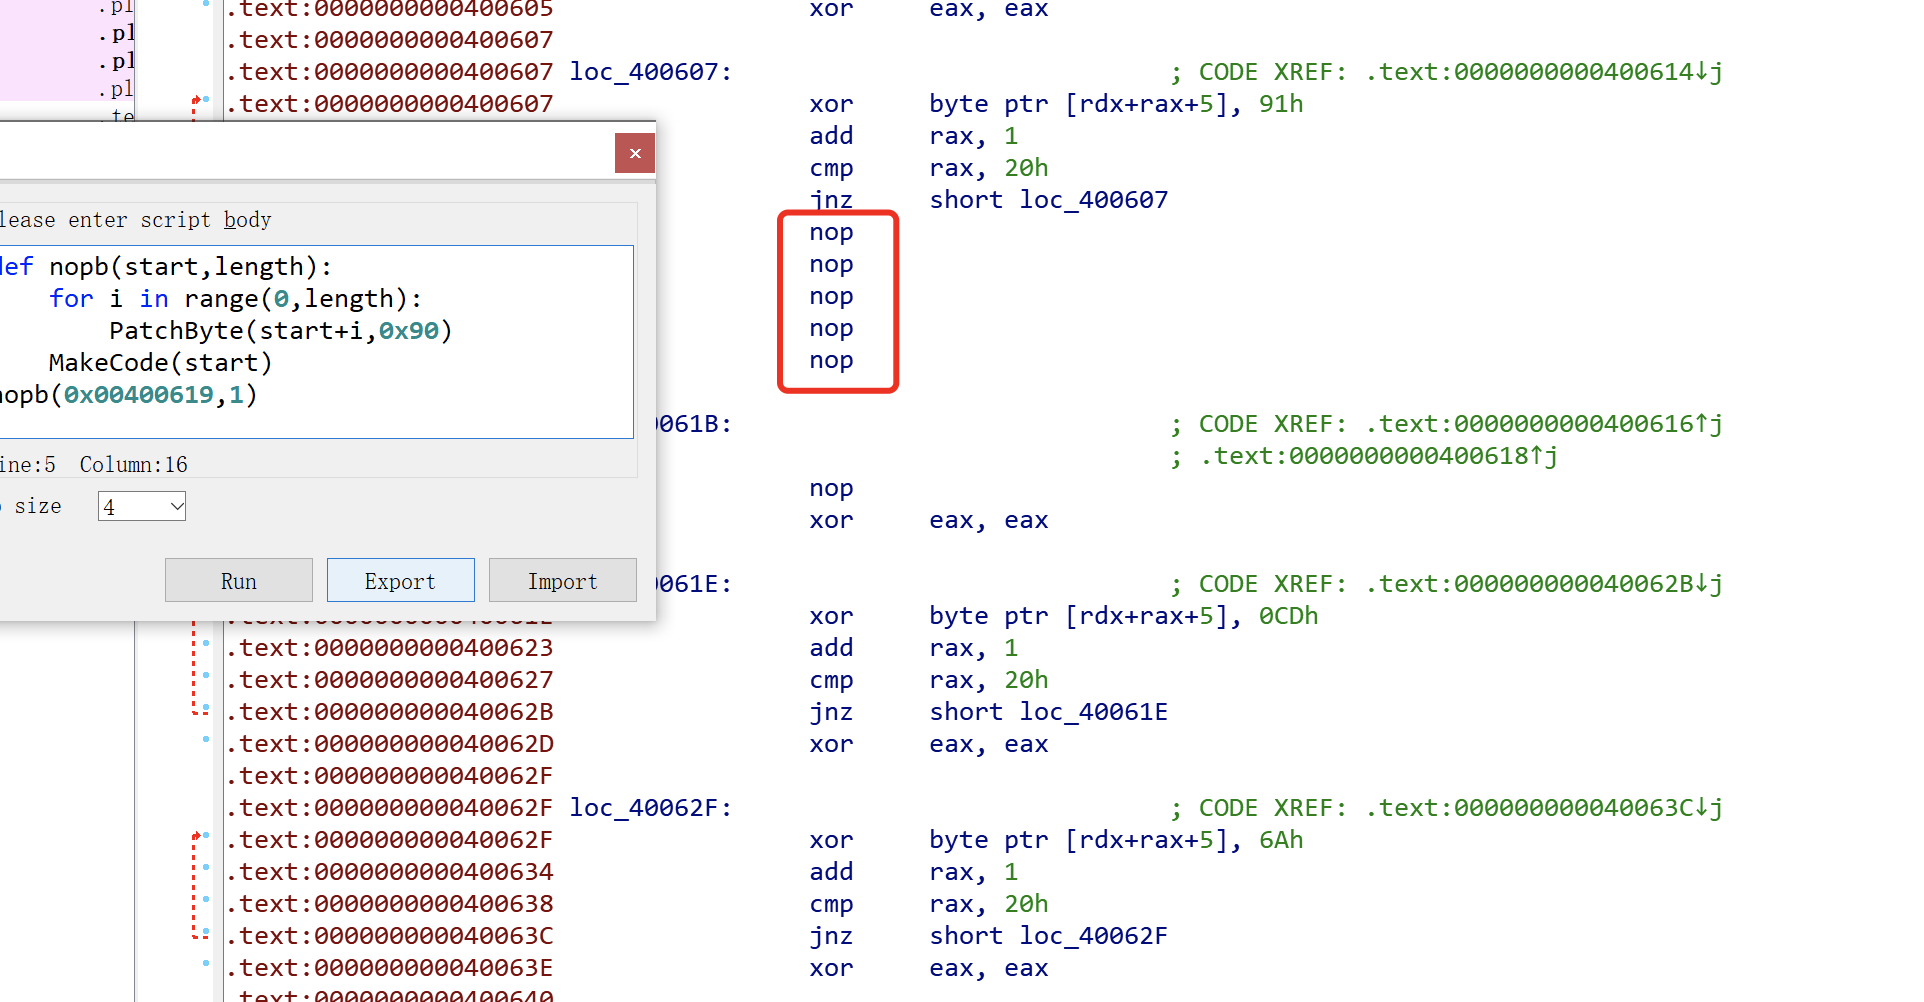 .pl
.pl
.pl
.pl
.te
.text:0000000000400605 xor eax, eax
.text:0000000000400607
.text:0000000000400607 loc_400607: ; CODE XREF: .text:0000000000400614↓j
.text:0000000000400607 xor byte ptr [rdx+rax+5], 91h
add rax, 1
cmp rax, 20h
jnz short loc_400607
nop
nop
nop
nop
nop
061B: ; CODE XREF: .text:0000000000400616↑j
; .text:0000000000400618↑j
nop
xor eax, eax
061E: ; CODE XREF: .text:000000000040062B↓j
xor byte ptr [rdx+rax+5], 0CDh
.text:0000000000400623 add rax, 1
.text:0000000000400627 cmp rax, 20h
.text:000000000040062B jnz short loc_40061E
.text:000000000040062D xor eax, eax
.text:000000000040062F
.text:000000000040062F loc_40062F: ; CODE XREF: .text:000000000040063C↓j
.text:000000000040062F xor byte ptr [rdx+rax+5], 6Ah
.text:0000000000400634 add rax, 1
.text:0000000000400638 cmp rax, 20h
.text:000000000040063C jnz short loc_40062F
.text:000000000040063E xor eax, eax
.text:0000000000400640
×
lease enter script body
def nopb(start,length):
for i in range(0,length):
PatchByte(start+i,0x90)
MakeCode(start)
nopb(0x00400619,1)
ine:5 Column:16
size 4
Run Export Import